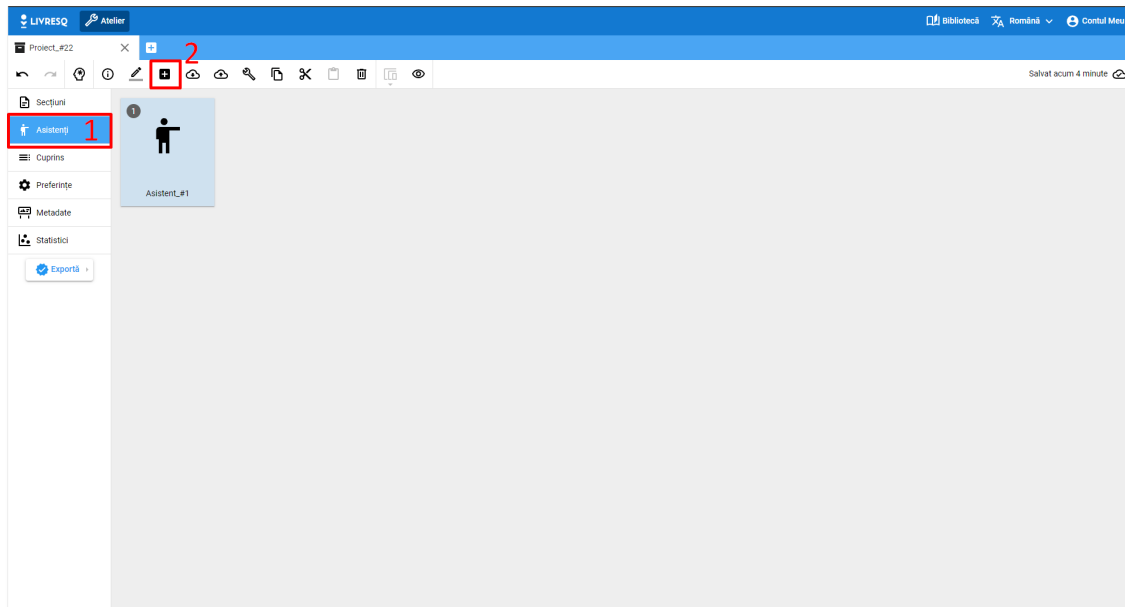 LIVRESQ Atelier Bibliotecă Română Contul Meu
Proiect_#22
2
Salvat acum 4 minute
Secțiuni
1
Asistenți 1
Cuprins
Preferințe
Asistent_#1
Metadate
Statistici
Exportă